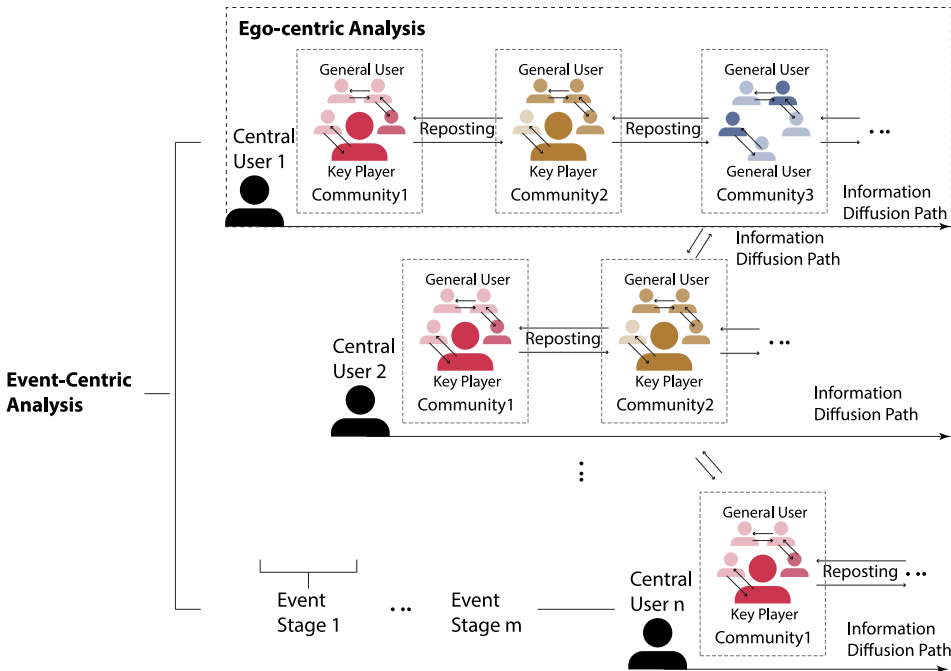 Ego-centric Analysis
General User
General User
General User
Reposting
Reposting
...
Central
User 1
Key Player
Key Player
General User
Community1
Community2
Community3
Information
Diffusion Path
Information
Diffusion Path
General User
General User
Reposting
...
Central
User 2
Key Player
Key Player
Community1
Community2
Information
Diffusion Path
Event-Centric
Analysis
...
General User
Reposting
...
Central
User n
Key Player
Community1
Event
Stage 1
...
Event
Stage m
Information
Diffusion Path